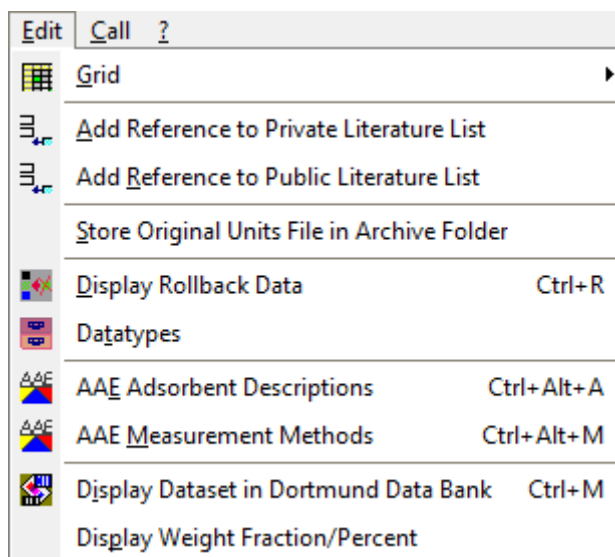 Edit Call ?
Grid
Add Reference to Private Literature List
Add Reference to Public Literature List
Store Original Units File in Archive Folder
Display Rollback Data Ctrl+R
Datatypes
AAE Adsorbent Descriptions Ctrl+Alt+A
AAE Measurement Methods Ctrl+Alt+M
Display Dataset in Dortmund Data Bank Ctrl+M
Display Weight Fraction/Percent